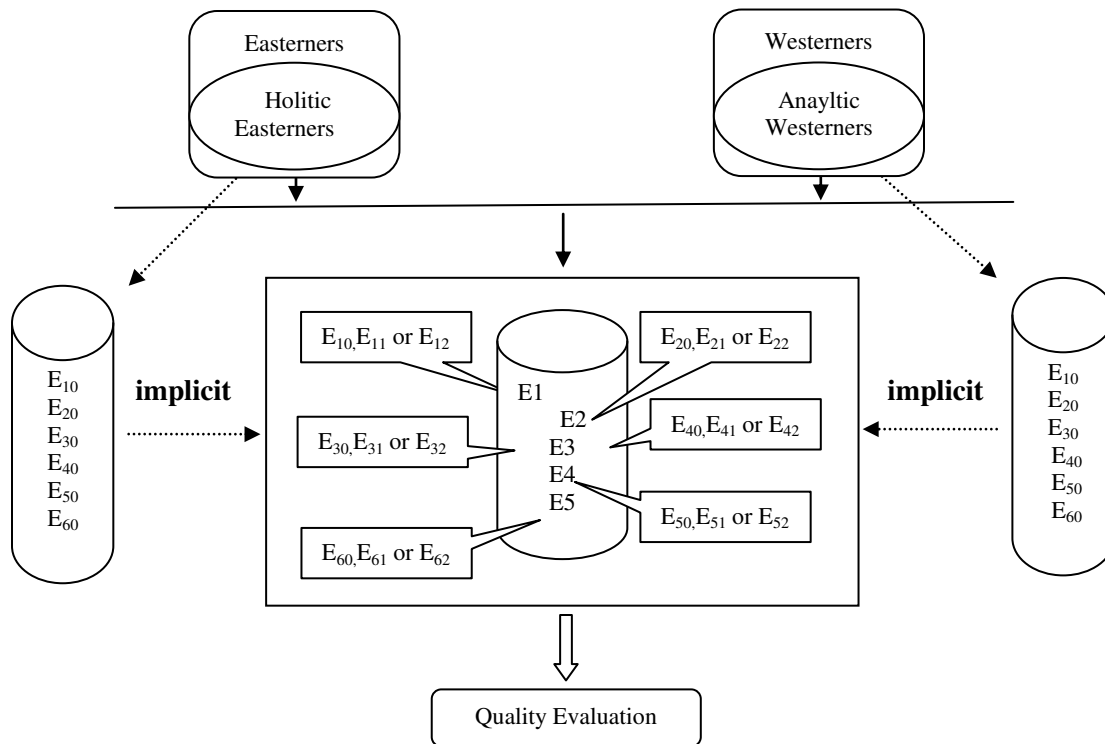 Easterners
Holitic
Easterners
Westerners
Anayltic
Westerners
E₁₀
E₂₀
E₃₀
E₄₀
E₅₀
E₆₀
implicit
E₁₀,E₁₁ or E₁₂
E₂₀,E₂₁ or E₂₂
E₃₀,E₃₁ or E₃₂
E₄₀,E₄₁ or E₄₂
E₆₀,E₆₁ or E₆₂
E₅₀,E₅₁ or E₅₂
E1
E2
E3
E4
E5
implicit
E₁₀
E₂₀
E₃₀
E₄₀
E₅₀
E₆₀
Quality Evaluation